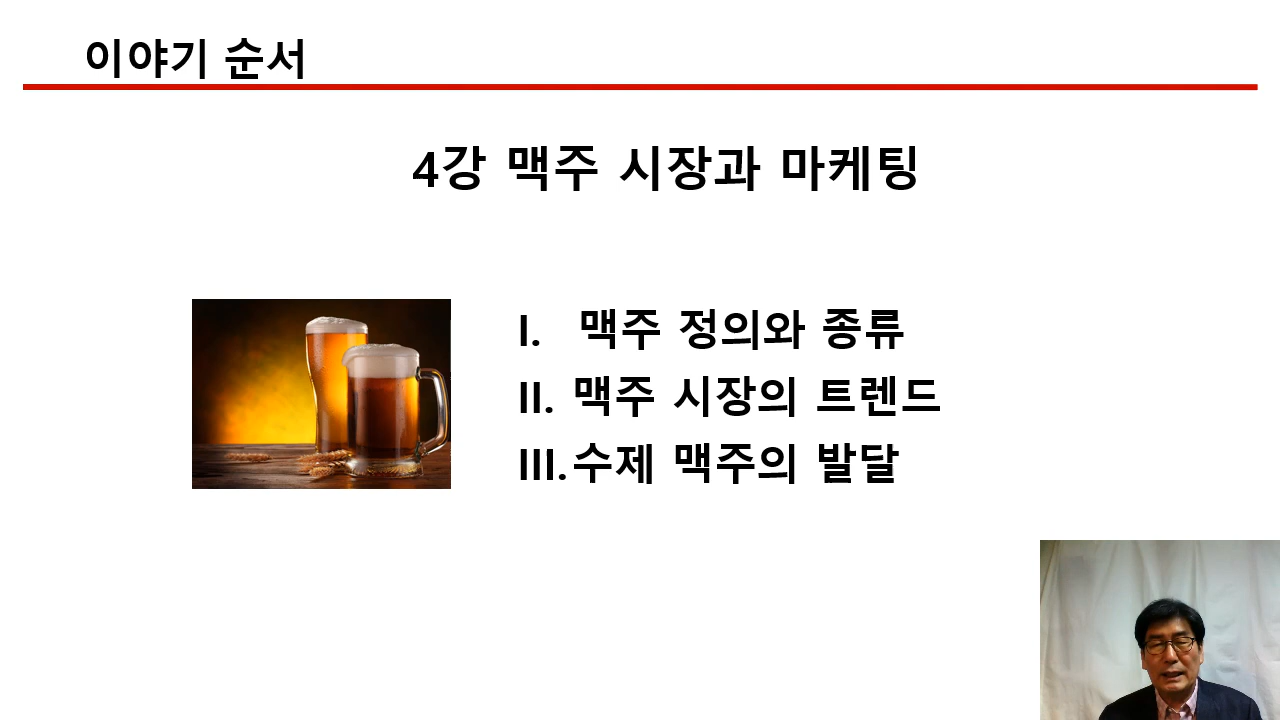 이야기 순서
4강 맥주 시장과 마케팅
I. 맥주 정의와 종류
II. 맥주 시장의 트렌드
III.수제 맥주의 발달